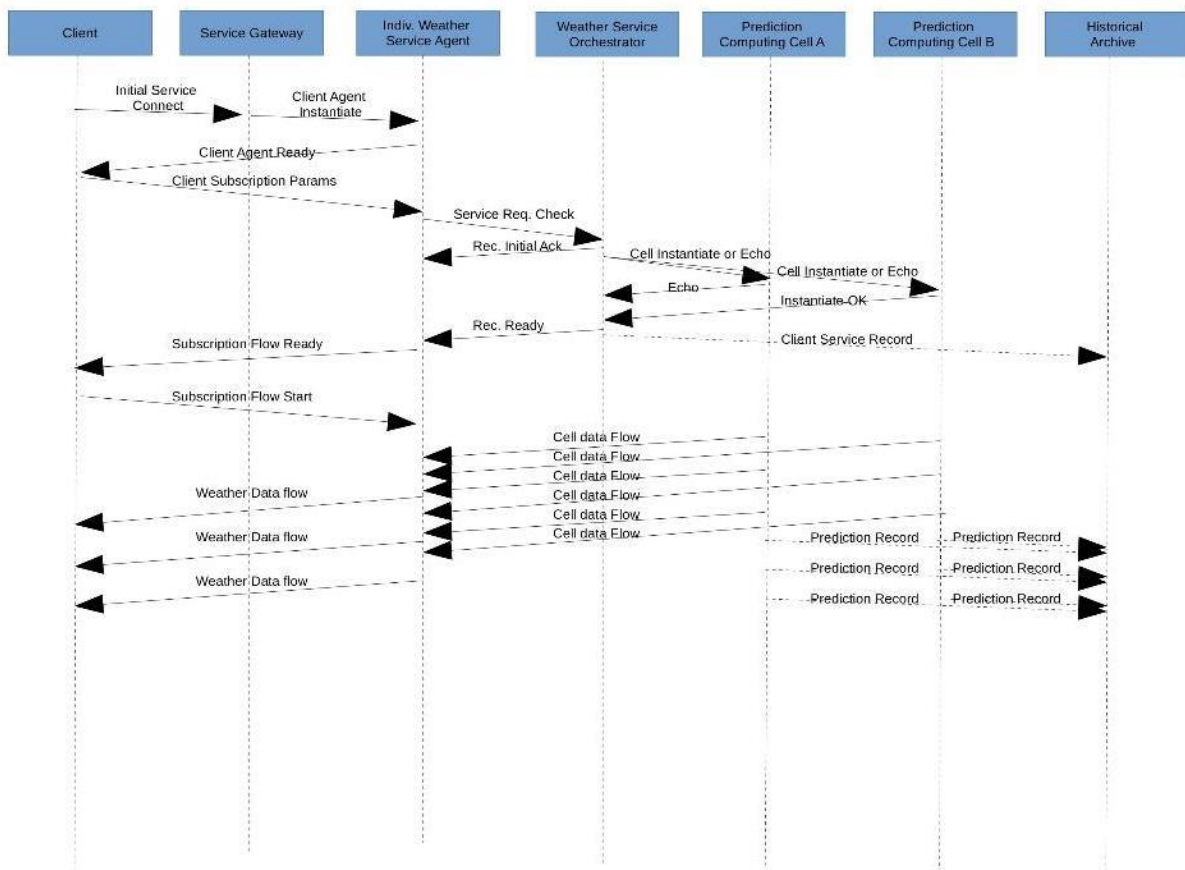 Client
Service Gateway
Indiv. Weather
Service Agent
Weather Service
Orchestrator
Prediction
Computing Cell A
Prediction
Computing Cell B
Historical
Archive
Initial Service
Connect
Client Agent
Instantiate
Client Agent Ready
Client Subscription Params
Service Req. Check
Rec. Initial Ack.
Cell Instantiate or Echo
Cell Instantiate or Echo
Echo
Instantiate OK
Rec. Ready
Client Service Record
Subscription Flow Ready
Subscription Flow Start
Cell data Flow
Cell data Flow
Cell data Flow
Weather Data flow
Cell data Flow
Cell data Flow
Cell data Flow
Weather Data flow
Prediction Record
Prediction Record
Prediction Record
Prediction Record
Weather Data flow
Prediction Record
Prediction Record